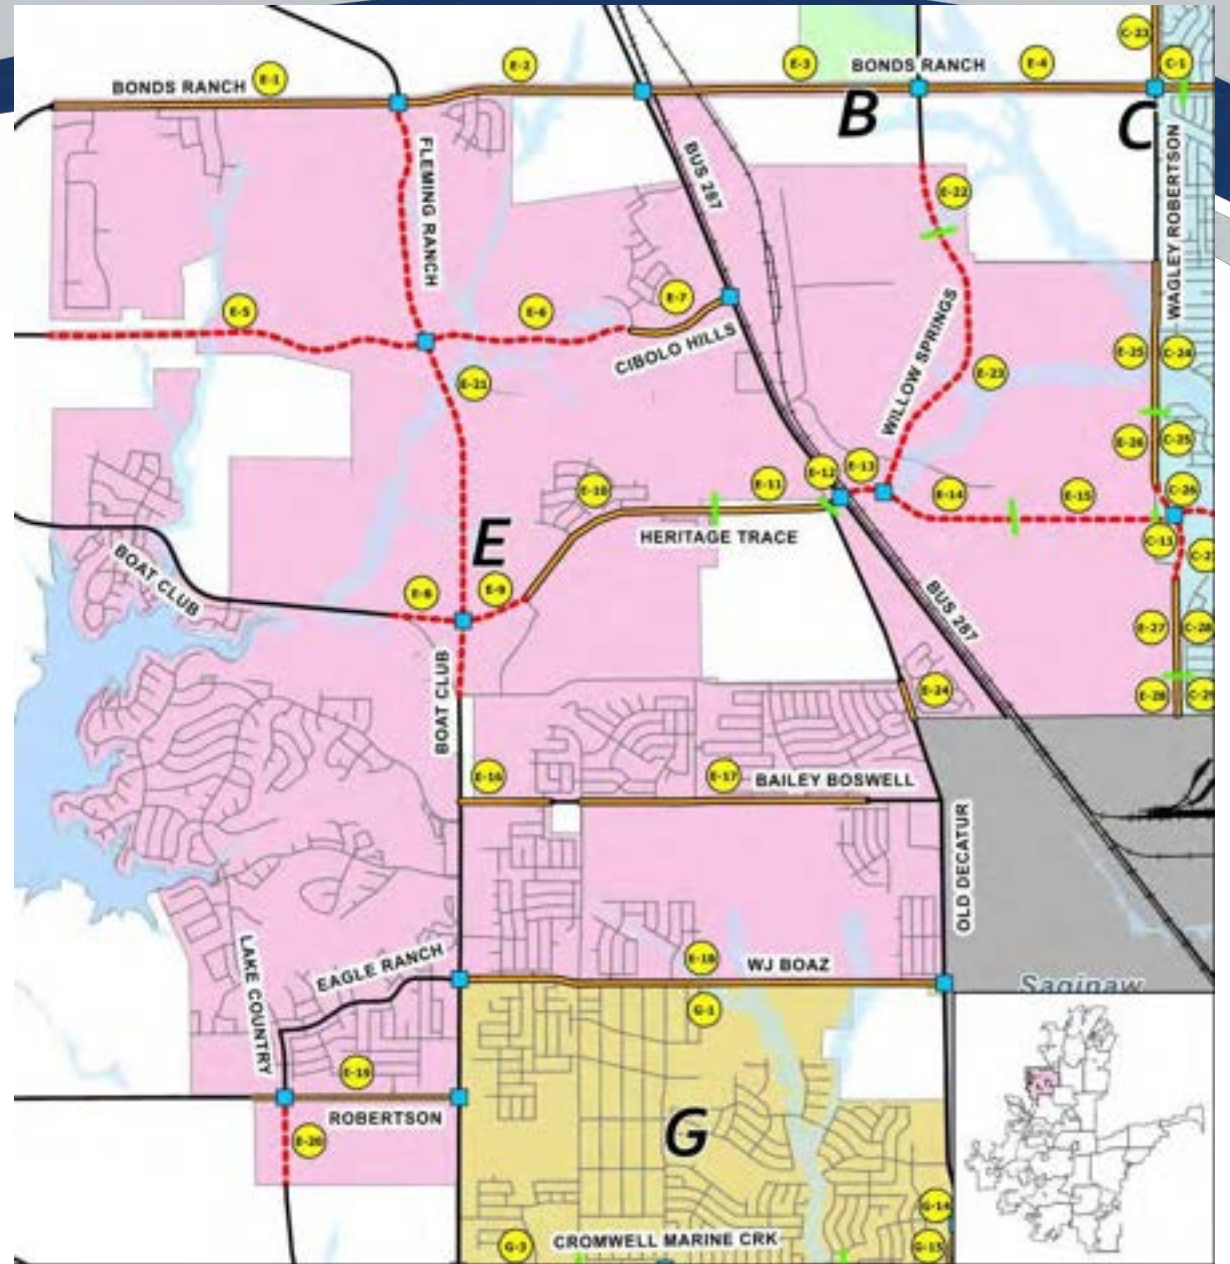 C-23
E-2
E-3
BONDS RANCH
E-4
C-1
BONDS RANCH
E-1
B
C
FLEMING RANCH
BUS 287
WAGLEY ROBERTSON
E-22
E-5
E-6
E-7
CIBOLO HILLS
WILLOW SPRINGS
E-25
C-24
E-21
E-23
E-26
C-25
E-10
E-11
E-12
E-13
E-14
E-15
C-26
HERITAGE TRACE
E
C-11
BOAT CLUB
E-8
E-9
BUS 287
E-27
C-28
BOAT CLUB
E-24
E-28
C-29
E-16
E-17
BAILEY BOSWELL
OLD DECATUR
E-18
WJ BOAZ
LAKE COUNTRY
EAGLE RANCH
G-1
Saginaw
E-19
ROBERTSON
E-20
G
G-14
G-3
CROMWELL MARINE CRK
G-15